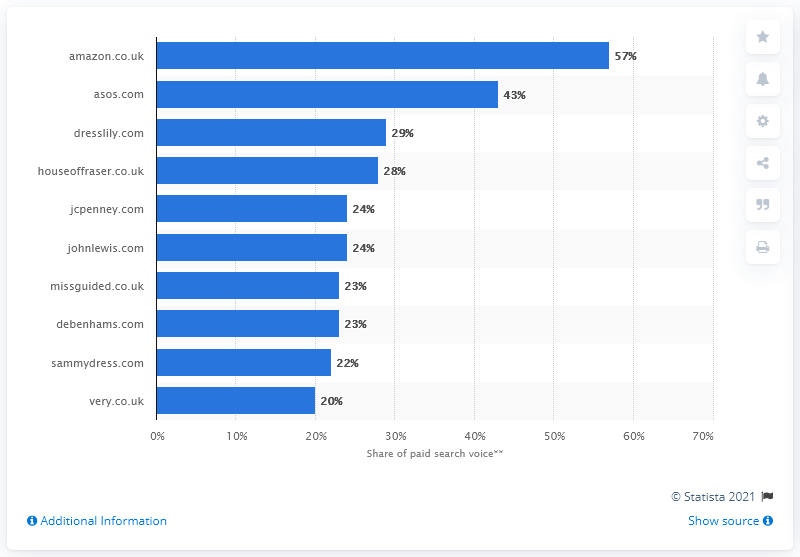 amazon.co.uk 57%
asos.com 43%
dresslily.com 29%
houseoffraser.co.uk 28%
jcpenney.com 24%
johnlewis.com 24%
missguided.co.uk 23%
debenhams.com 23%
sammydress.com 22%
very.co.uk 20%
0% 10% 20% 30% 40% 50% 60% 70%
Share of paid search voice**
© Statista 2021
Additional Information Show source